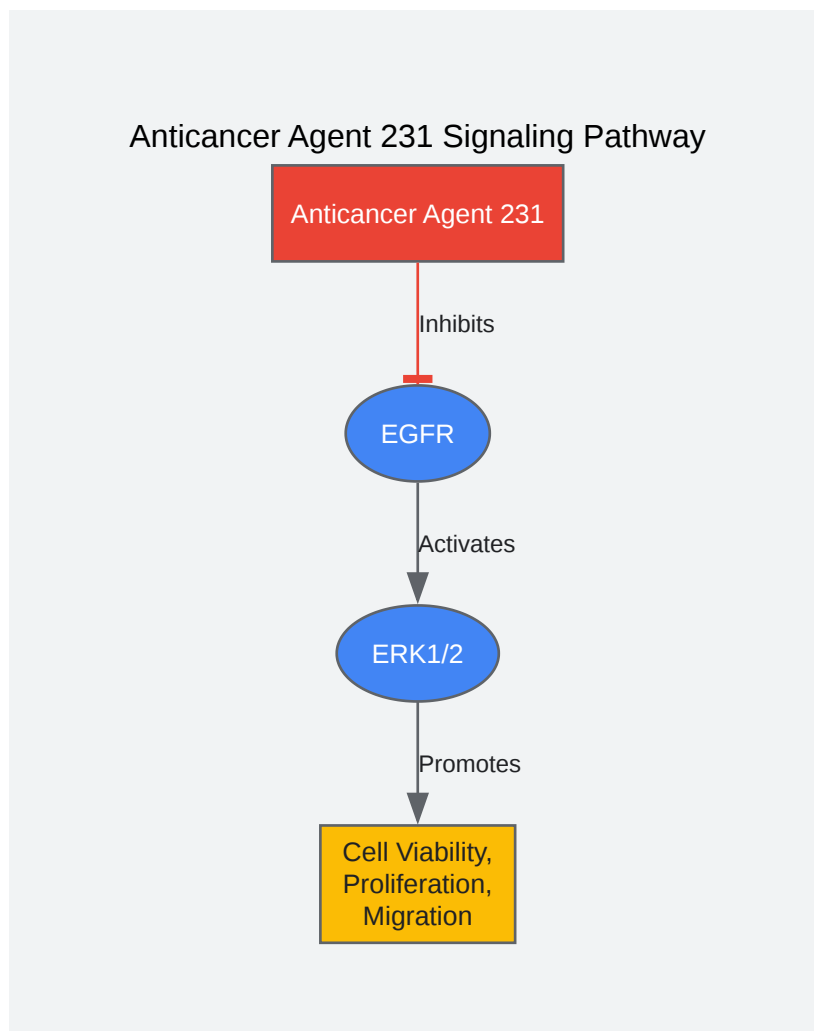 Anticancer Agent 231 Signaling Pathway
Anticancer Agent 231
Inhibits
EGFR
Activates
ERK1/2
Promotes
Cell Viability,
Proliferation,
Migration